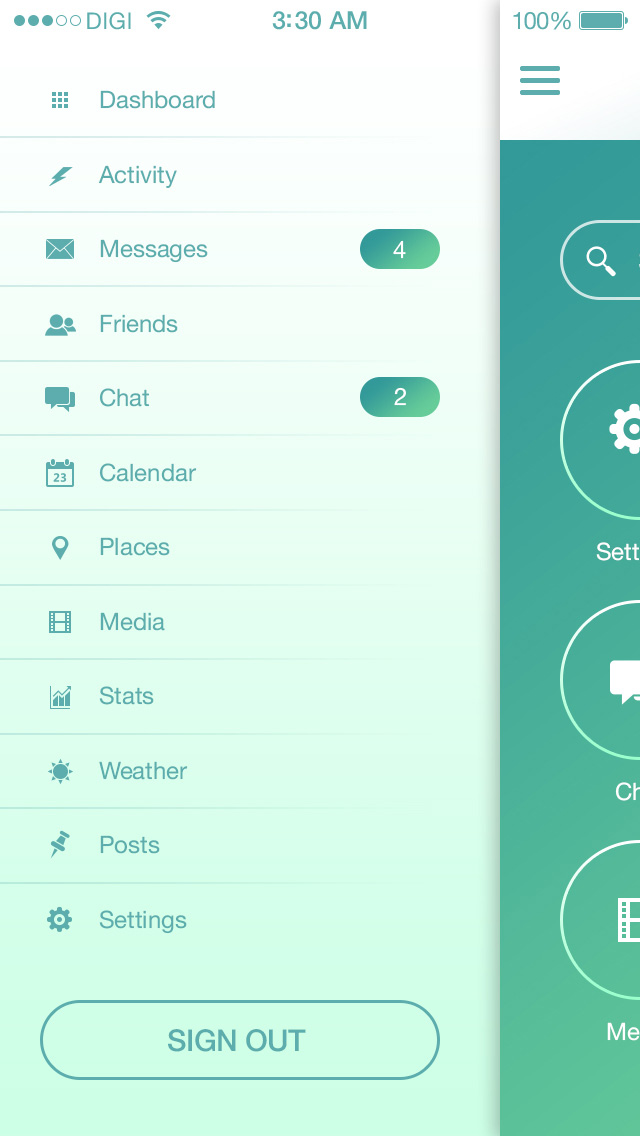 DIGI 3:30 AM 100%
Dashboard
Activity
Messages 4
Friends
Chat 2
Calendar
23
Places
Media
Stats
Weather
Posts
Settings
SIGN OUT
Sett
Ch
Me